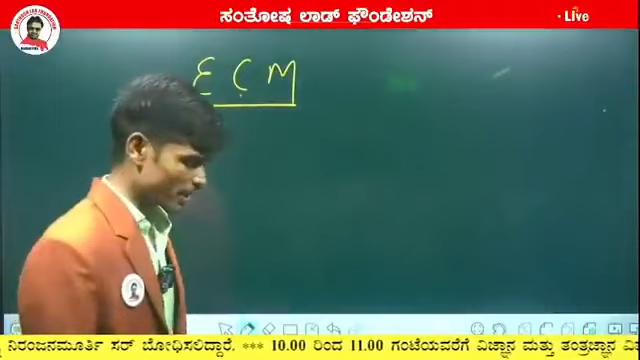 ಸಂತೋಷ ಲಾಡ್ ಫೌಂಡೇಶನ್
· Live
ECM
ನಿರಂಜನಮೂರ್ತಿ ಸರ್ ಬೋಧಿಸಲಿದ್ದಾರೆ. *** 10.00 ರಿಂದ 11.00 ಗಂಟೆಯವರೆಗೆ ವಿಜ್ಞಾನ ಮತ್ತು ತಂತ್ರಜ್ಞಾನ